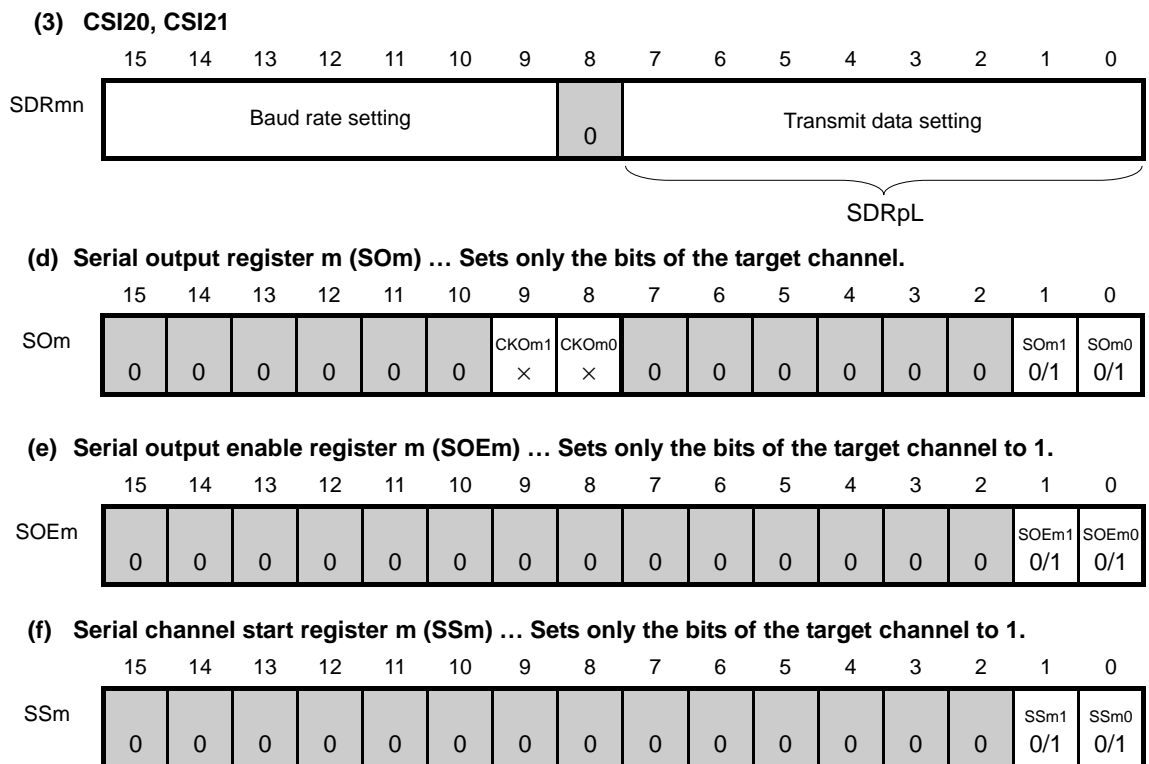 (3) CSI20, CSI21
15 14 13 12 11 10 9 8 7 6 5 4 3 2 1 0
SDRmn
Baud rate setting
0
Transmit data setting
SDRpL
(d) Serial output register m (SOm) … Sets only the bits of the target channel.
15 14 13 12 11 10 9 8 7 6 5 4 3 2 1 0
SOm
CKOm1 CKOm0 SOm1 SOm0
0 0 0 0 0 0 × × 0 0 0 0 0 0 0/1 0/1
(e) Serial output enable register m (SOEm) … Sets only the bits of the target channel to 1.
15 14 13 12 11 10 9 8 7 6 5 4 3 2 1 0
SOEm
SOEm1 SOEm0
0 0 0 0 0 0 0 0 0 0 0 0 0 0 0/1 0/1
(f) Serial channel start register m (SSm) … Sets only the bits of the target channel to 1.
15 14 13 12 11 10 9 8 7 6 5 4 3 2 1 0
SSm
SSm1 SSm0
0 0 0 0 0 0 0 0 0 0 0 0 0 0 0/1 0/1